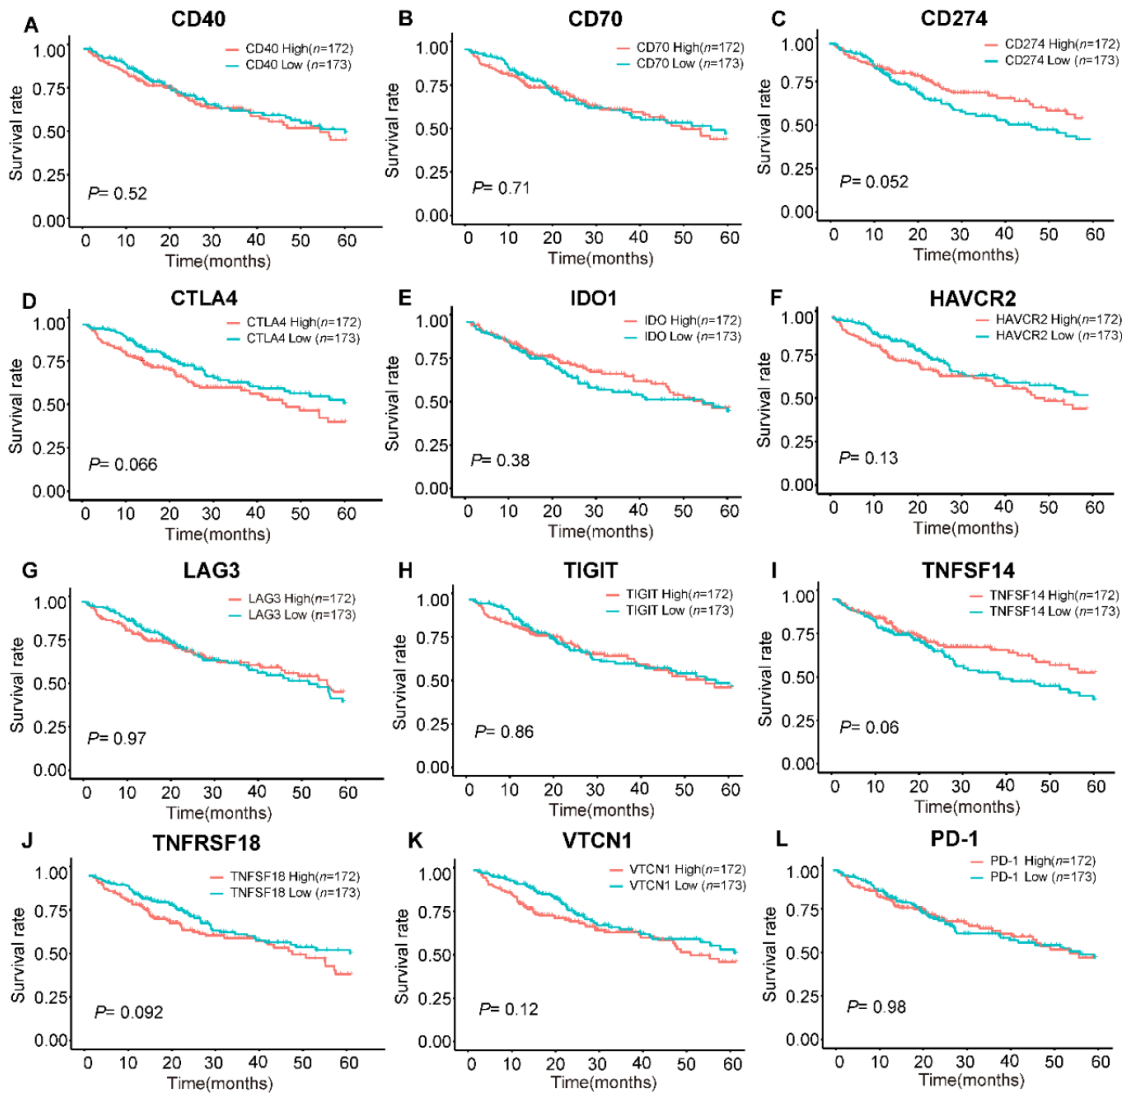 A CD40
CD40 High(n=172)
CD40 Low (n=173)
Survival rate
1.00
0.75
0.50
0.25
0.00
P= 0.52
0 10 20 30 40 50 60
Time(months)
B CD70
CD70 High(n=172)
CD70 Low (n=173)
Survival rate
1.00
0.75
0.50
0.25
0.00
P= 0.71
0 10 20 30 40 50 60
Time(months)
C CD274
CD274 High(n=172)
CD274 Low (n=173)
Survival rate
1.00
0.75
0.50
0.25
0.00
P= 0.052
0 10 20 30 40 50 60
Time(months)
D CTLA4
CTLA4 High(n=172)
CTLA4 Low (n=173)
Survival rate
1.00
0.75
0.50
0.25
0.00
P= 0.066
0 10 20 30 40 50 60
Time(months)
E IDO1
IDO High(n=172)
IDO Low (n=173)
Survival rate
1.00
0.75
0.50
0.25
0.00
P= 0.38
0 10 20 30 40 50 60
Time(months)
F HAVCR2
HAVCR2 High(n=172)
HAVCR2 Low (n=173)
Survival rate
1.00
0.75
0.50
0.25
0.00
P= 0.13
0 10 20 30 40 50 60
Time(months)
G LAG3
LAG3 High(n=172)
LAG3 Low (n=173)
Survival rate
1.00
0.75
0.50
0.25
0.00
P= 0.97
0 10 20 30 40 50 60
Time(months)
H TIGIT
TIGIT High(n=172)
TIGIT Low (n=173)
Survival rate
1.00
0.75
0.50
0.25
0.00
P= 0.86
0 10 20 30 40 50 60
Time(months)
I TNFSF14
TNFSF14 High(n=172)
TNFSF14 Low (n=173)
Survival rate
1.00
0.75
0.50
0.25
0.00
P= 0.06
0 10 20 30 40 50 60
Time(months)
J TNFRSF18
TNFSF18 High(n=172)
TNFSF18 Low (n=173)
Survival rate
1.00
0.75
0.50
0.25
0.00
P= 0.092
0 10 20 30 40 50 60
Time(months)
K VTCN1
VTCN1 High(n=172)
VTCN1 Low (n=173)
Survival rate
1.00
0.75
0.50
0.25
0.00
P= 0.12
0 10 20 30 40 50 60
Time(months)
L PD-1
PD-1 High(n=172)
PD-1 Low (n=173)
Survival rate
1.00
0.75
0.50
0.25
0.00
P= 0.98
0 10 20 30 40 50 60
Time(months)